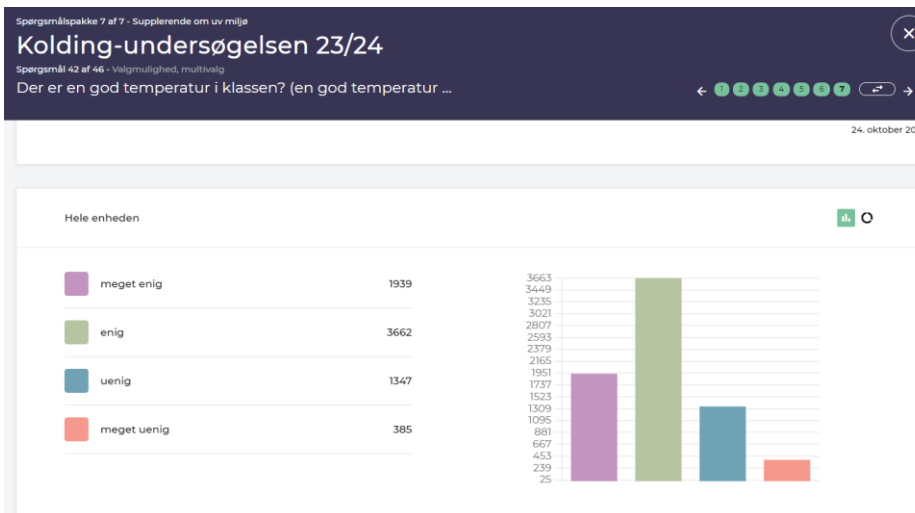 Spørgsmålspakke 7 af 7 - Supplerende om uv miljø
Kolding-undersøgelsen 23/24
Spørgsmål 42 af 46 - Valgmulighed, multivalg
Der er en god temperatur i klassen? (en god temperatur ...
1 2 3 4 5 6 7
24. oktober 20
Hele enheden
meget enig 1939
enig 3662
uenig 1347
meget uenig 385
3663
3449
3235
3021
2807
2593
2379
2165
1951
1737
1523
1309
1095
881
667
453
239
25